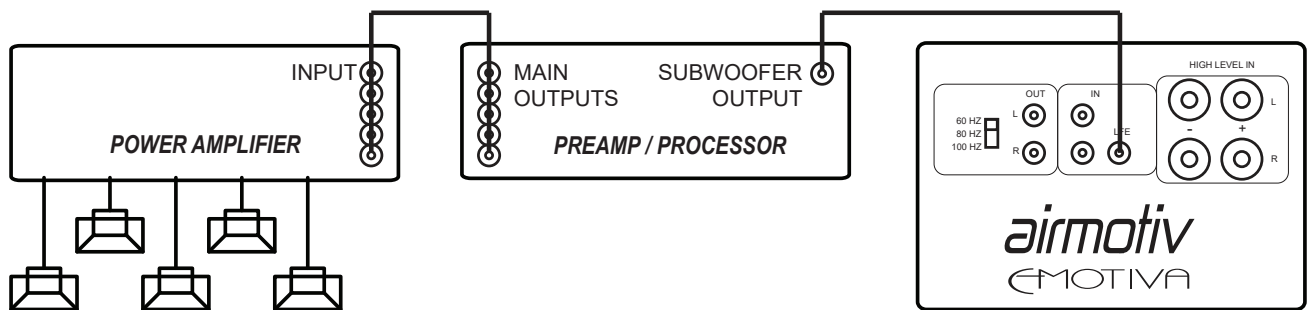 INPUT
POWER AMPLIFIER
MAIN OUTPUTS
SUBWOOFER OUTPUT
PREAMP / PROCESSOR
HIGH LEVEL IN
OUT
IN
60 HZ
80 HZ
100 HZ
L
R
LFE
L
- +
R
airmotiv
EMOTIVA